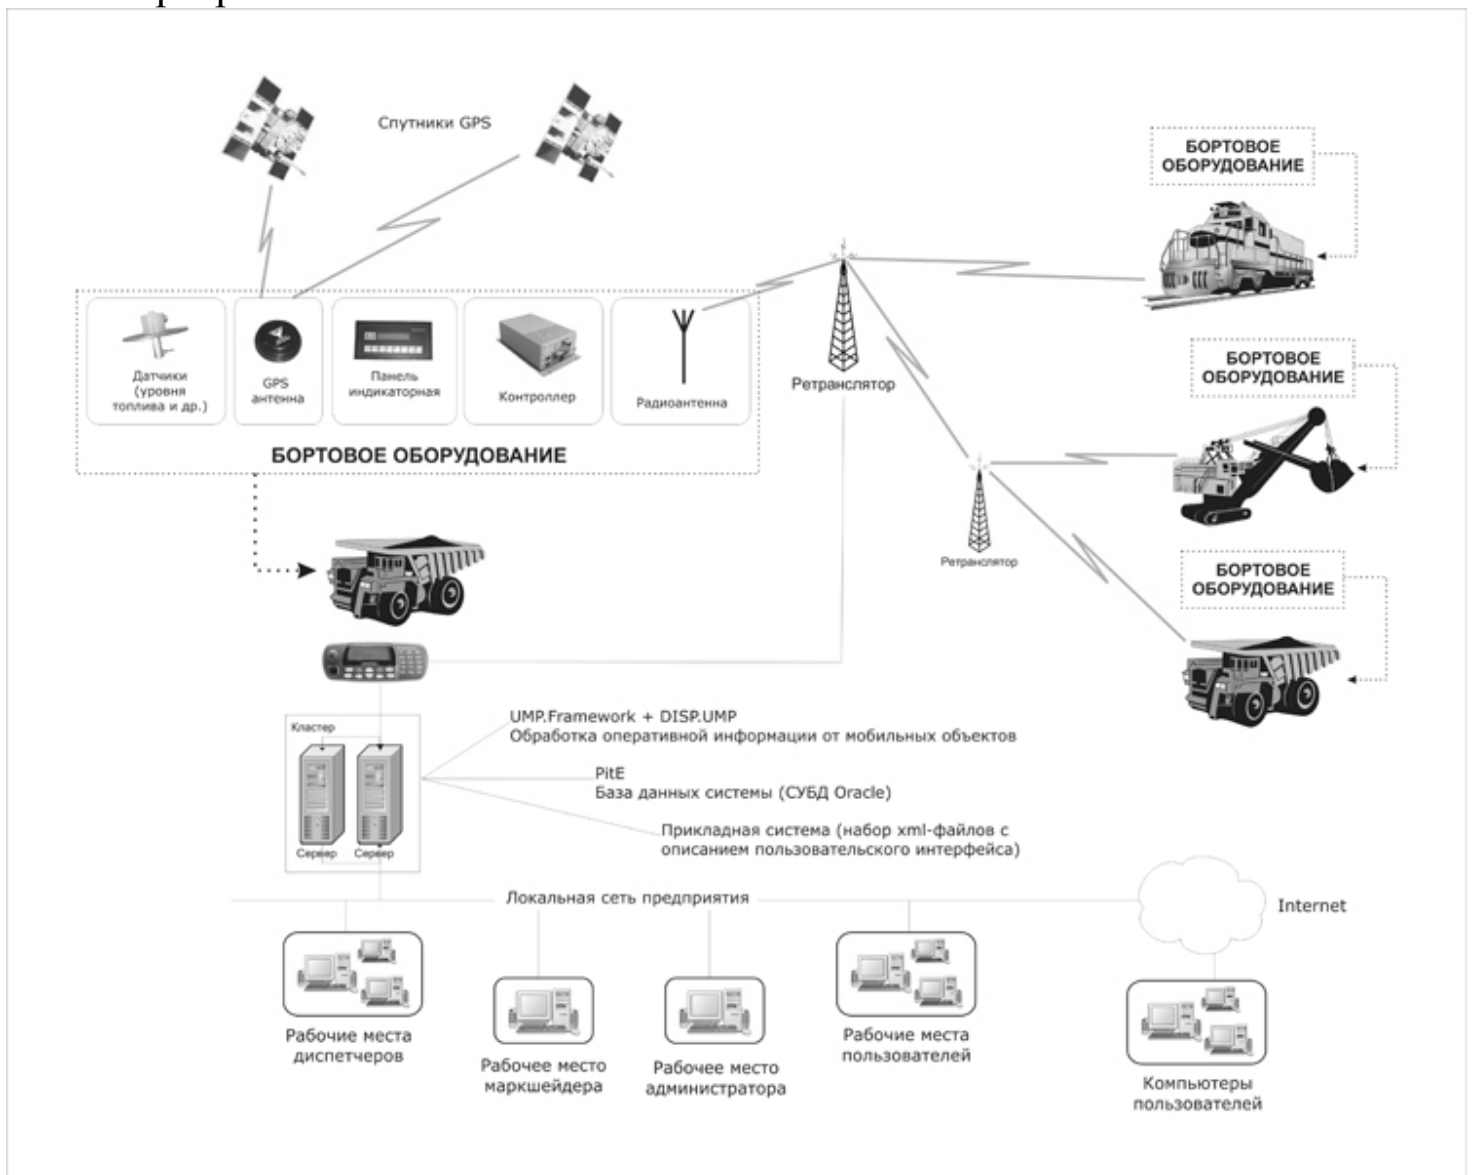 Спутники GPS
БОРТОВОЕ
ОБОРУДОВАНИЕ
Датчики
(уровня
топлива и др.)
GPS
антенна
Панель
индикаторная
Контроллер
Радиоантенна
БОРТОВОЕ ОБОРУДОВАНИЕ
Ретранслятор
БОРТОВОЕ
ОБОРУДОВАНИЕ
Ретранслятор
БОРТОВОЕ
ОБОРУДОВАНИЕ
UMP.Framework + DISP.UMP
Обработка оперативной информации от мобильных объектов
Кластер
PitE
База данных системы (СУБД Oracle)
Прикладная система (набор xml-файлов с
описанием пользовательского интерфейса)
Сервер
Сервер
Локальная сеть предприятия
Internet
Рабочие места
диспетчеров
Рабочее место
маркшейдера
Рабочее место
администратора
Рабочие места
пользователей
Компьютеры
пользователей